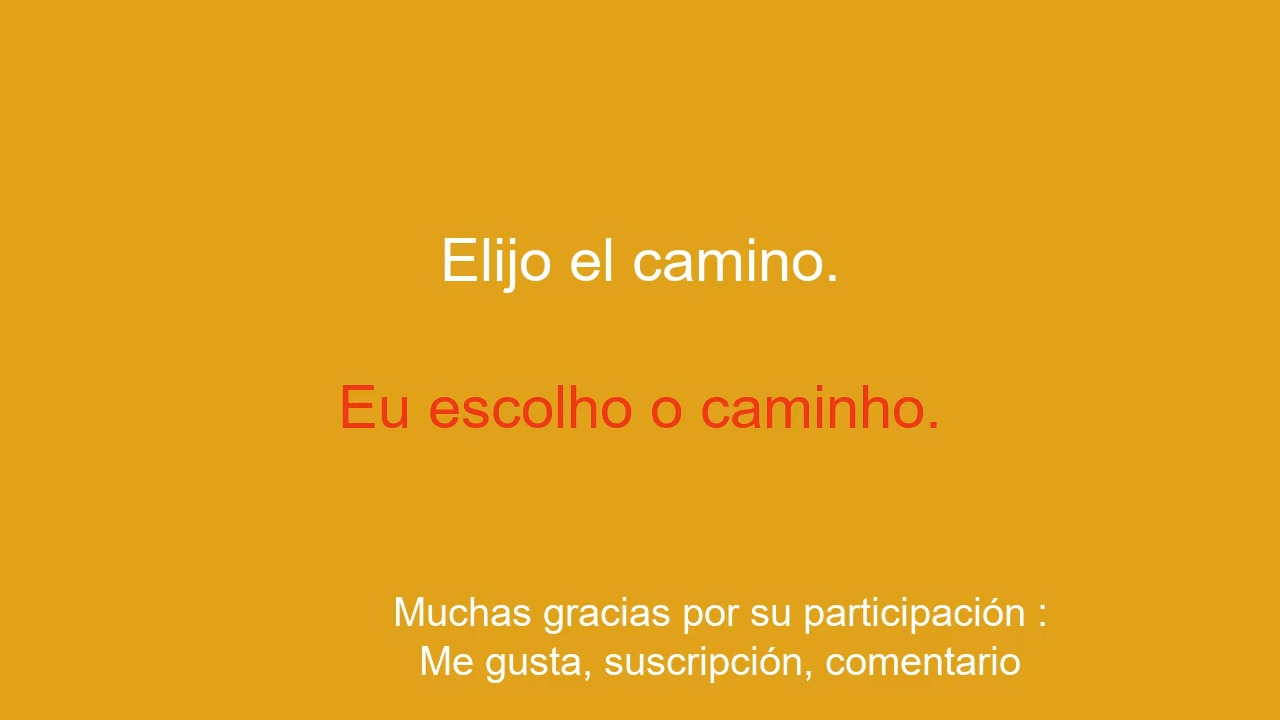 Elijo el camino.
Eu escolho o caminho.
Muchas gracias por su participación :
Me gusta, suscripción, comentario